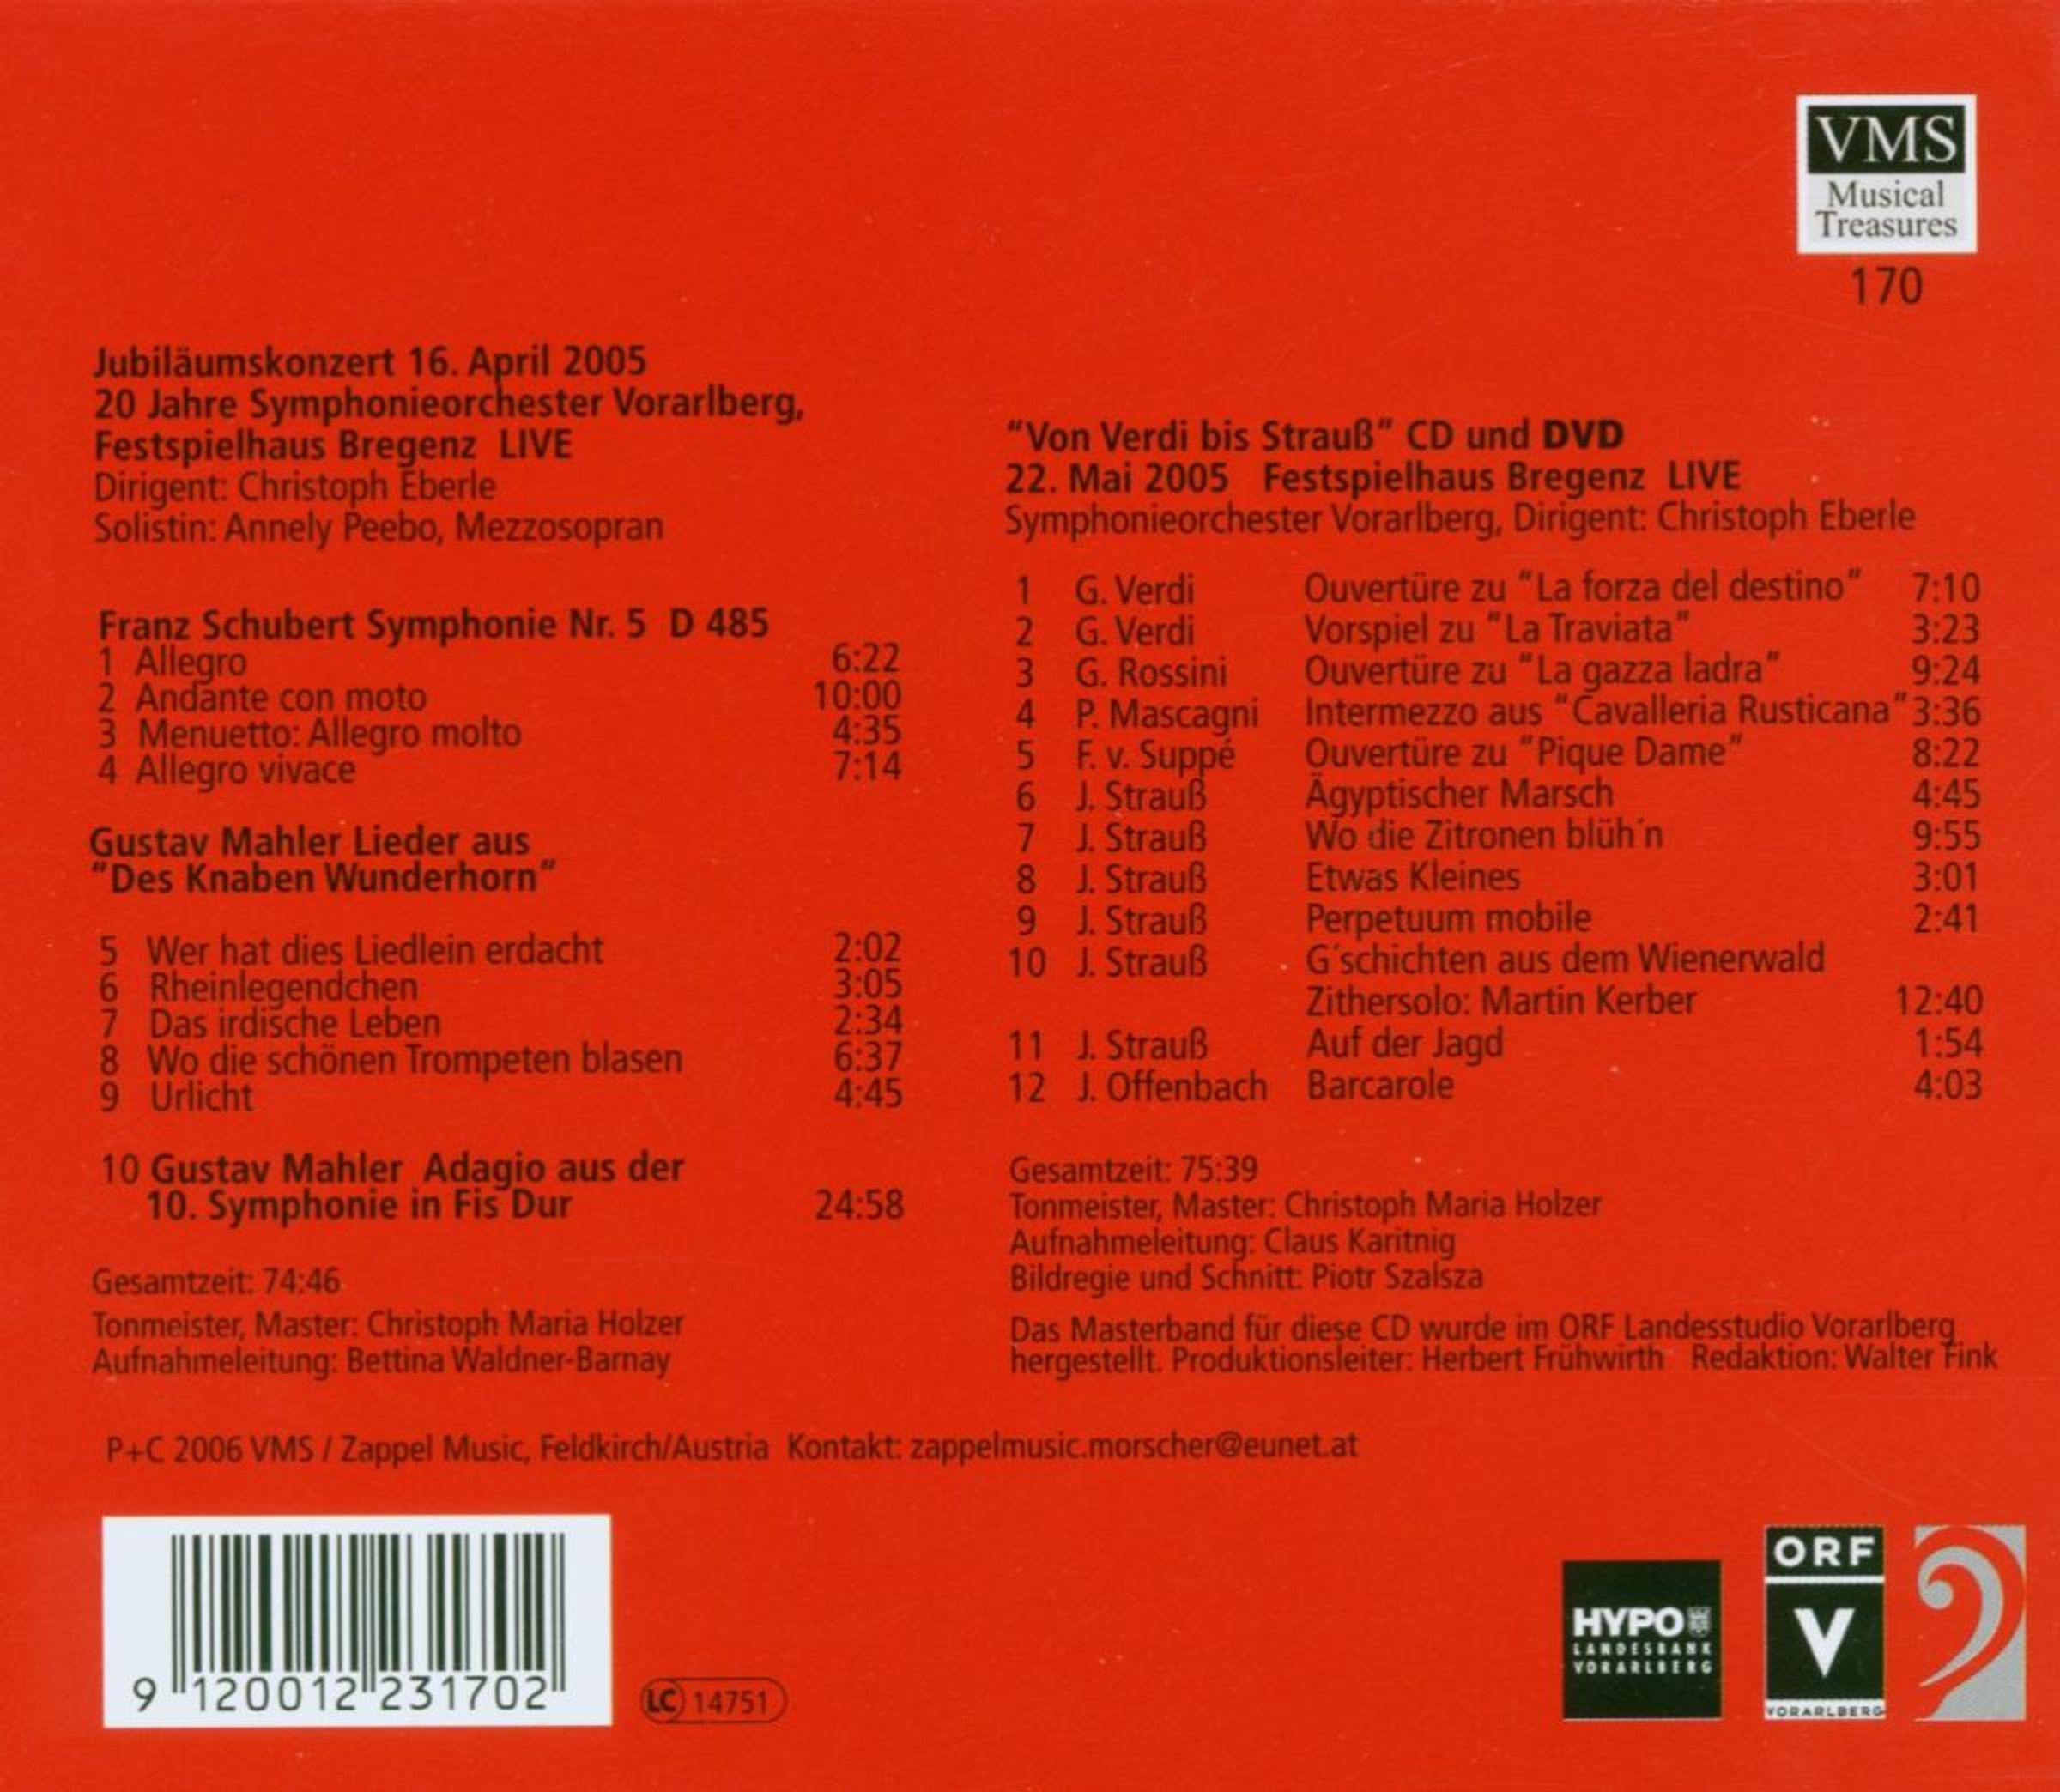 VMS
Musical
Treasures
170
Jubiläumskonzert 16. April 2005
20 Jahre Symphonieorchester Vorarlberg,
Festspielhaus Bregenz LIVE
Dirigent: Christoph Eberle
Solistin: Annely Peebo, Mezzosopran
Franz Schubert Symphonie Nr. 5 D 485
1 Allegro 6:22
2 Andante con moto 10:00
3 Menuetto: Allegro molto 4:35
4 Allegro vivace 7:14
Gustav Mahler Lieder aus
"Des Knaben Wunderhorn"
5 Wer hat dies Liedlein erdacht 2:02
6 Rheinlegendchen 3:05
7 Das irdische Leben 2:34
8 Wo die schönen Trompeten blasen 6:37
9 Urlicht 4:45
10 Gustav Mahler Adagio aus der
10. Symphonie in Fis Dur 24:58
Gesamtzeit: 74:46
Tonmeister, Master: Christoph Maria Holzer
Aufnahmeleitung: Bettina Waldner-Barnay
"Von Verdi bis Strauß" CD und DVD
22. Mai 2005 Festspielhaus Bregenz LIVE
Symphonieorchester Vorarlberg, Dirigent: Christoph Eberle
1 G. Verdi Ouvertüre zu "La forza del destino" 7:10
2 G. Verdi Vorspiel zu "La Traviata" 3:23
3 G. Rossini Ouvertüre zu "La gazza ladra" 9:24
4 P. Mascagni Intermezzo aus "Cavalleria Rusticana" 3:36
5 F. v. Suppé Ouvertüre zu "Pique Dame" 8:22
6 J. Strauß Ägyptischer Marsch 4:45
7 J. Strauß Wo die Zitronen blüh´n 9:55
8 J. Strauß Etwas Kleines 3:01
9 J. Strauß Perpetuum mobile 2:41
10 J. Strauß G´schichten aus dem Wienerwald
Zithersolo: Martin Kerber 12:40
11 J. Strauß Auf der Jagd 1:54
12 J. Offenbach Barcarole 4:03
Gesamtzeit: 75:39
Tonmeister, Master: Christoph Maria Holzer
Aufnahmeleitung: Claus Karitnig
Bildregie und Schnitt: Piotr Szalsza
Das Masterband für diese CD wurde im ORF Landesstudio Vorarlberg
hergestellt. Produktionsleiter: Herbert Frühwirth Redaktion: Walter Fink
P+C 2006 VMS / Zappel Music, Feldkirch/Austria Kontakt: zappelmusic.morscher@eunet.at
9 120012 231702
LC 14751
HYPO
LANDESBANK
VORARLBERG
ORF
V
VORARLBERG